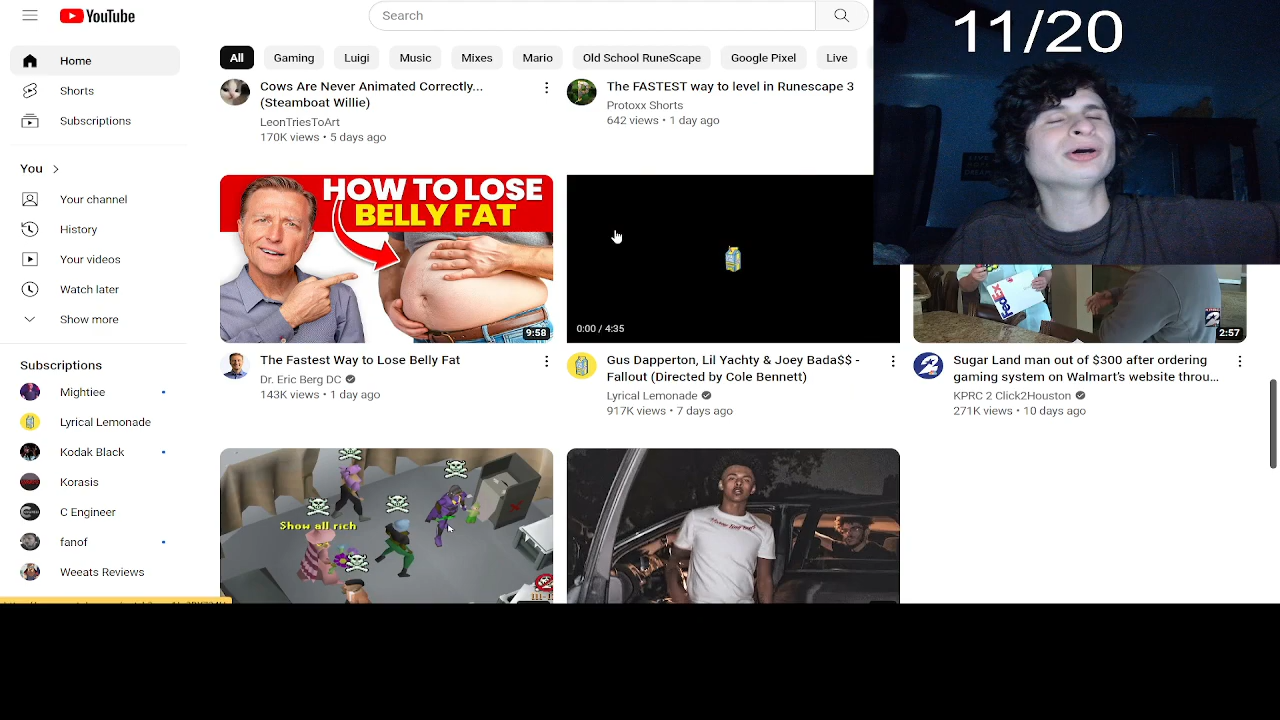 YouTube
Search
11/20
Home
Shorts
Subscriptions
You
Your channel
History
Your videos
Watch later
Show more
Subscriptions
Mightie
Lyrical Lemonade
Kodak Black
Korasis
C Engineer
fanof
Weeats Reviews
All
Gaming
Luigi
Music
Mixes
Mario
Old School RuneScape
Google Pixel
Live
Cows Are Never Animated Correctly...
(Steamboat Willie)
LeonTriesToArt
170K views • 5 days ago
The FASTEST way to level in Runescape 3
Protoxx Shorts
642 views • 1 day ago
HOW TO LOSE
BELLY FAT
9:58
The Fastest Way to Lose Belly Fat
Dr. Eric Berg DC
143K views • 1 day ago
0:00 / 4:35
Gus Dapperton, Lil Yachty & Joey Bada$$ -
Fallout (Directed by Cole Bennett)
Lyrical Lemonade
917K views • 7 days ago
FedEx
2
2:57
Sugar Land man out of $300 after ordering
gaming system on Walmart's website throu...
KPRC 2 Click2Houston
271K views • 10 days ago
Show all rich